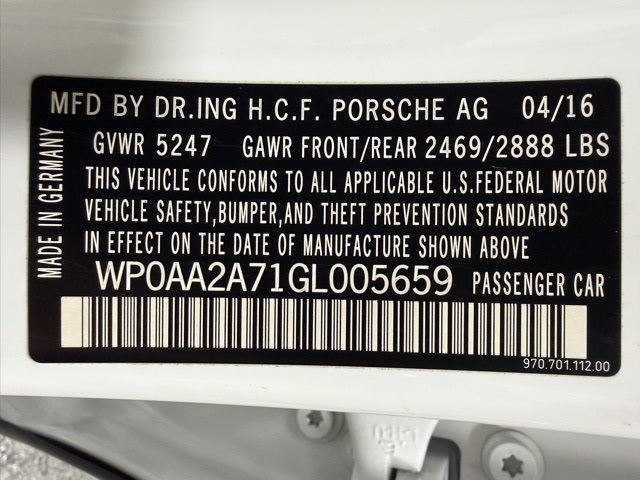 MFD BY DR.ING H.C.F. PORSCHE AG 04/16
GVWR 5247 GAWR FRONT/REAR 2469/2888 LBS
THIS VEHICLE CONFORMS TO ALL APPLICABLE U.S.FEDERAL MOTOR
VEHICLE SAFETY,BUMPER,AND THEFT PREVENTION STANDARDS
IN EFFECT ON THE DATE OF MANUFACTURE SHOWN ABOVE
WP0AA2A71GL005659 PASSENGER CAR
970.701.112.00
MADE IN GERMANY